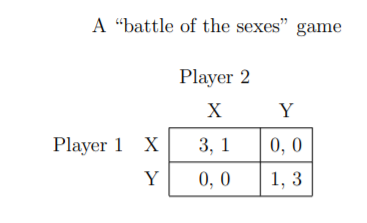 A “battle of the sexes” game
Player 2
X Y
Player 1 X 3, 1 0, 0
Y 0, 0 1, 3